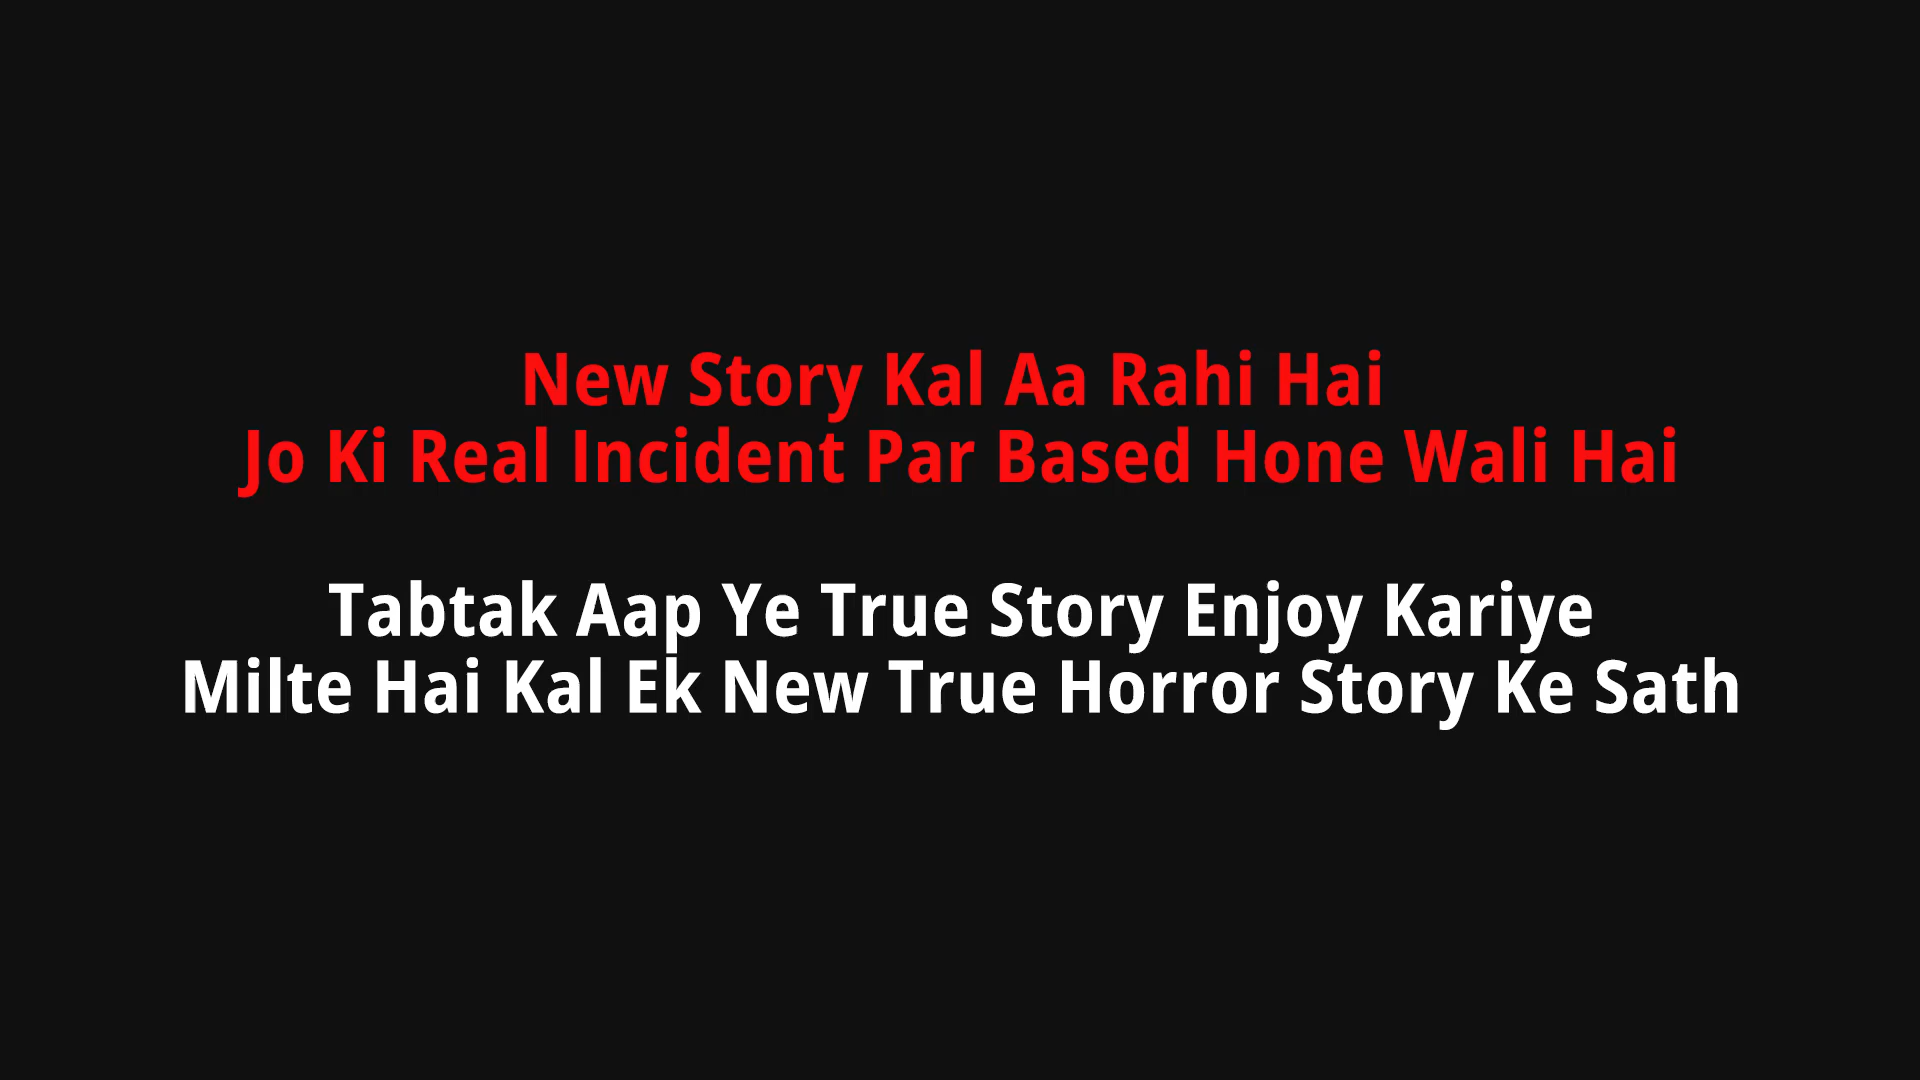 New Story Kal Aa Rahi Hai
Jo Ki Real Incident Par Based Hone Wali Hai
Tabtak Aap Ye True Story Enjoy Kariye
Milte Hai Kal Ek New True Horror Story Ke Sath